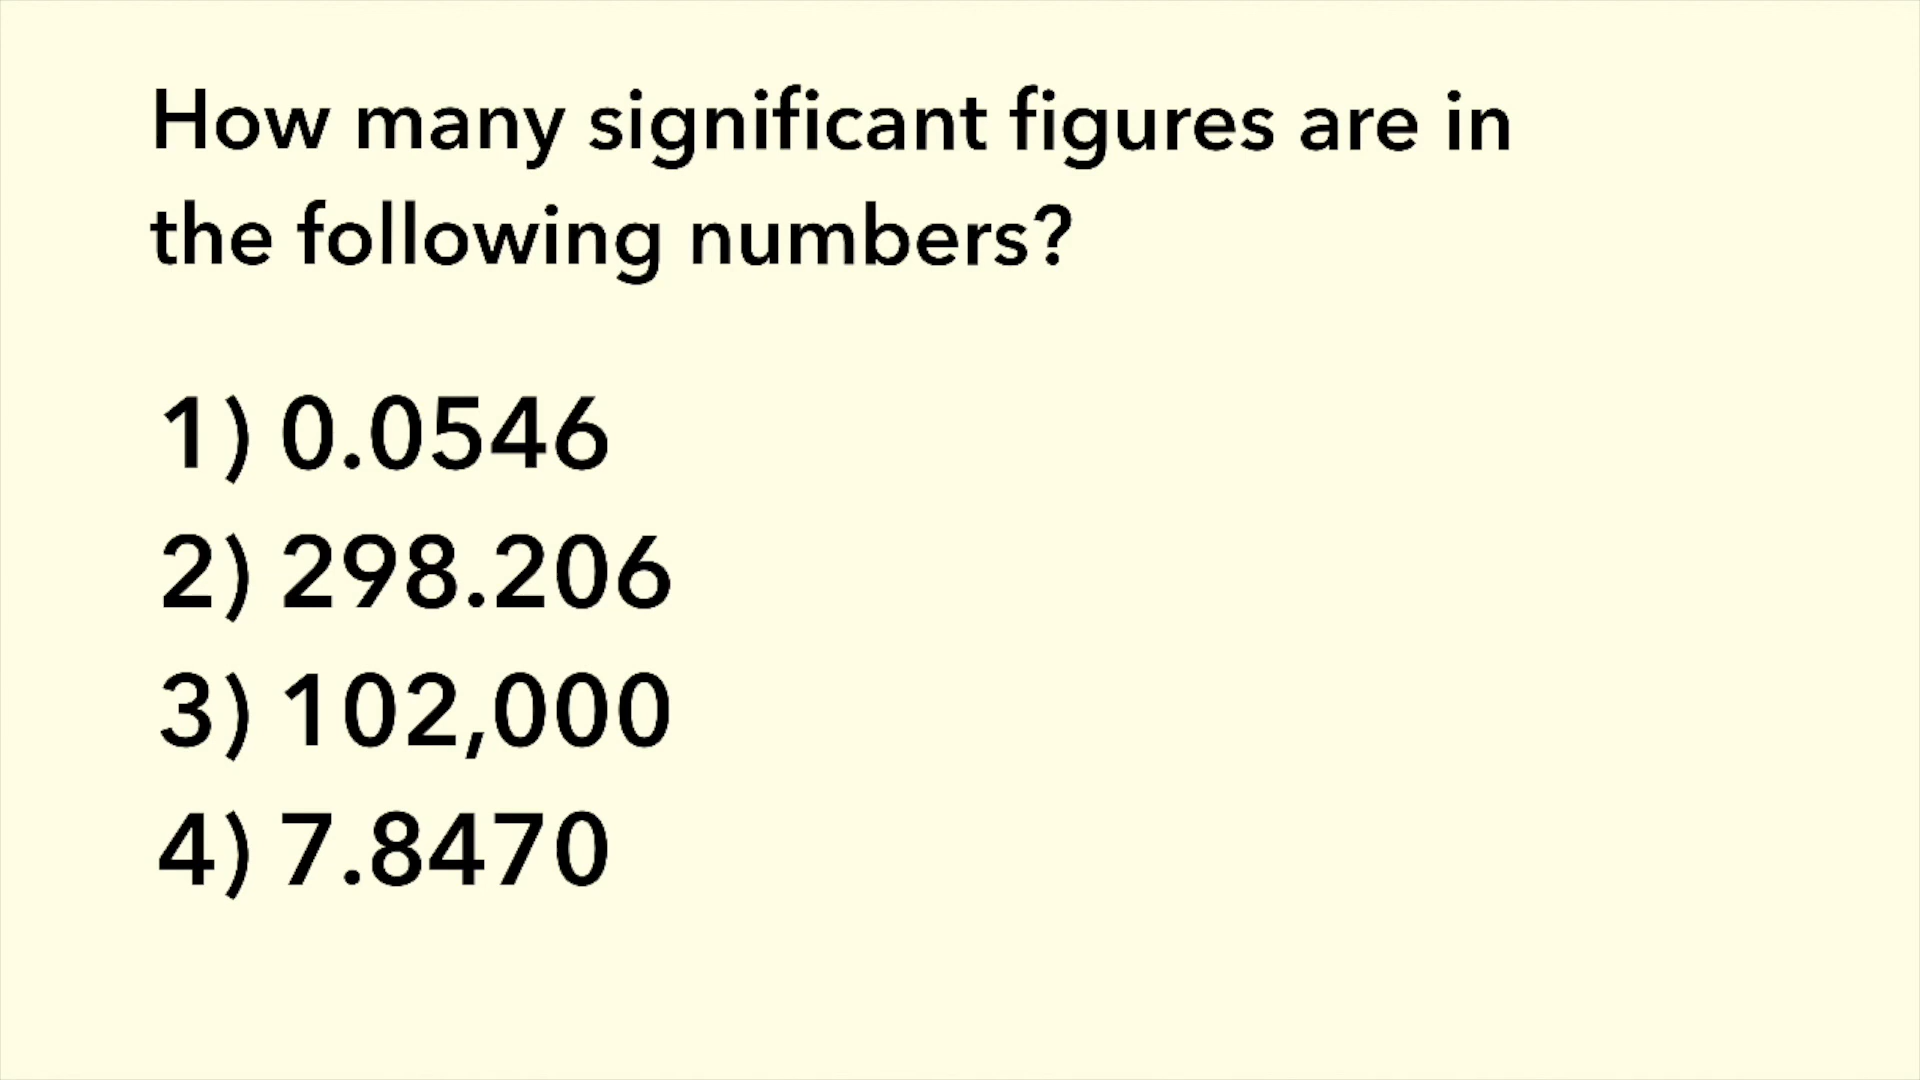 How many significant figures are in
the following numbers?
1) 0.0546
2) 298.206
3) 102,000
4) 7.8470